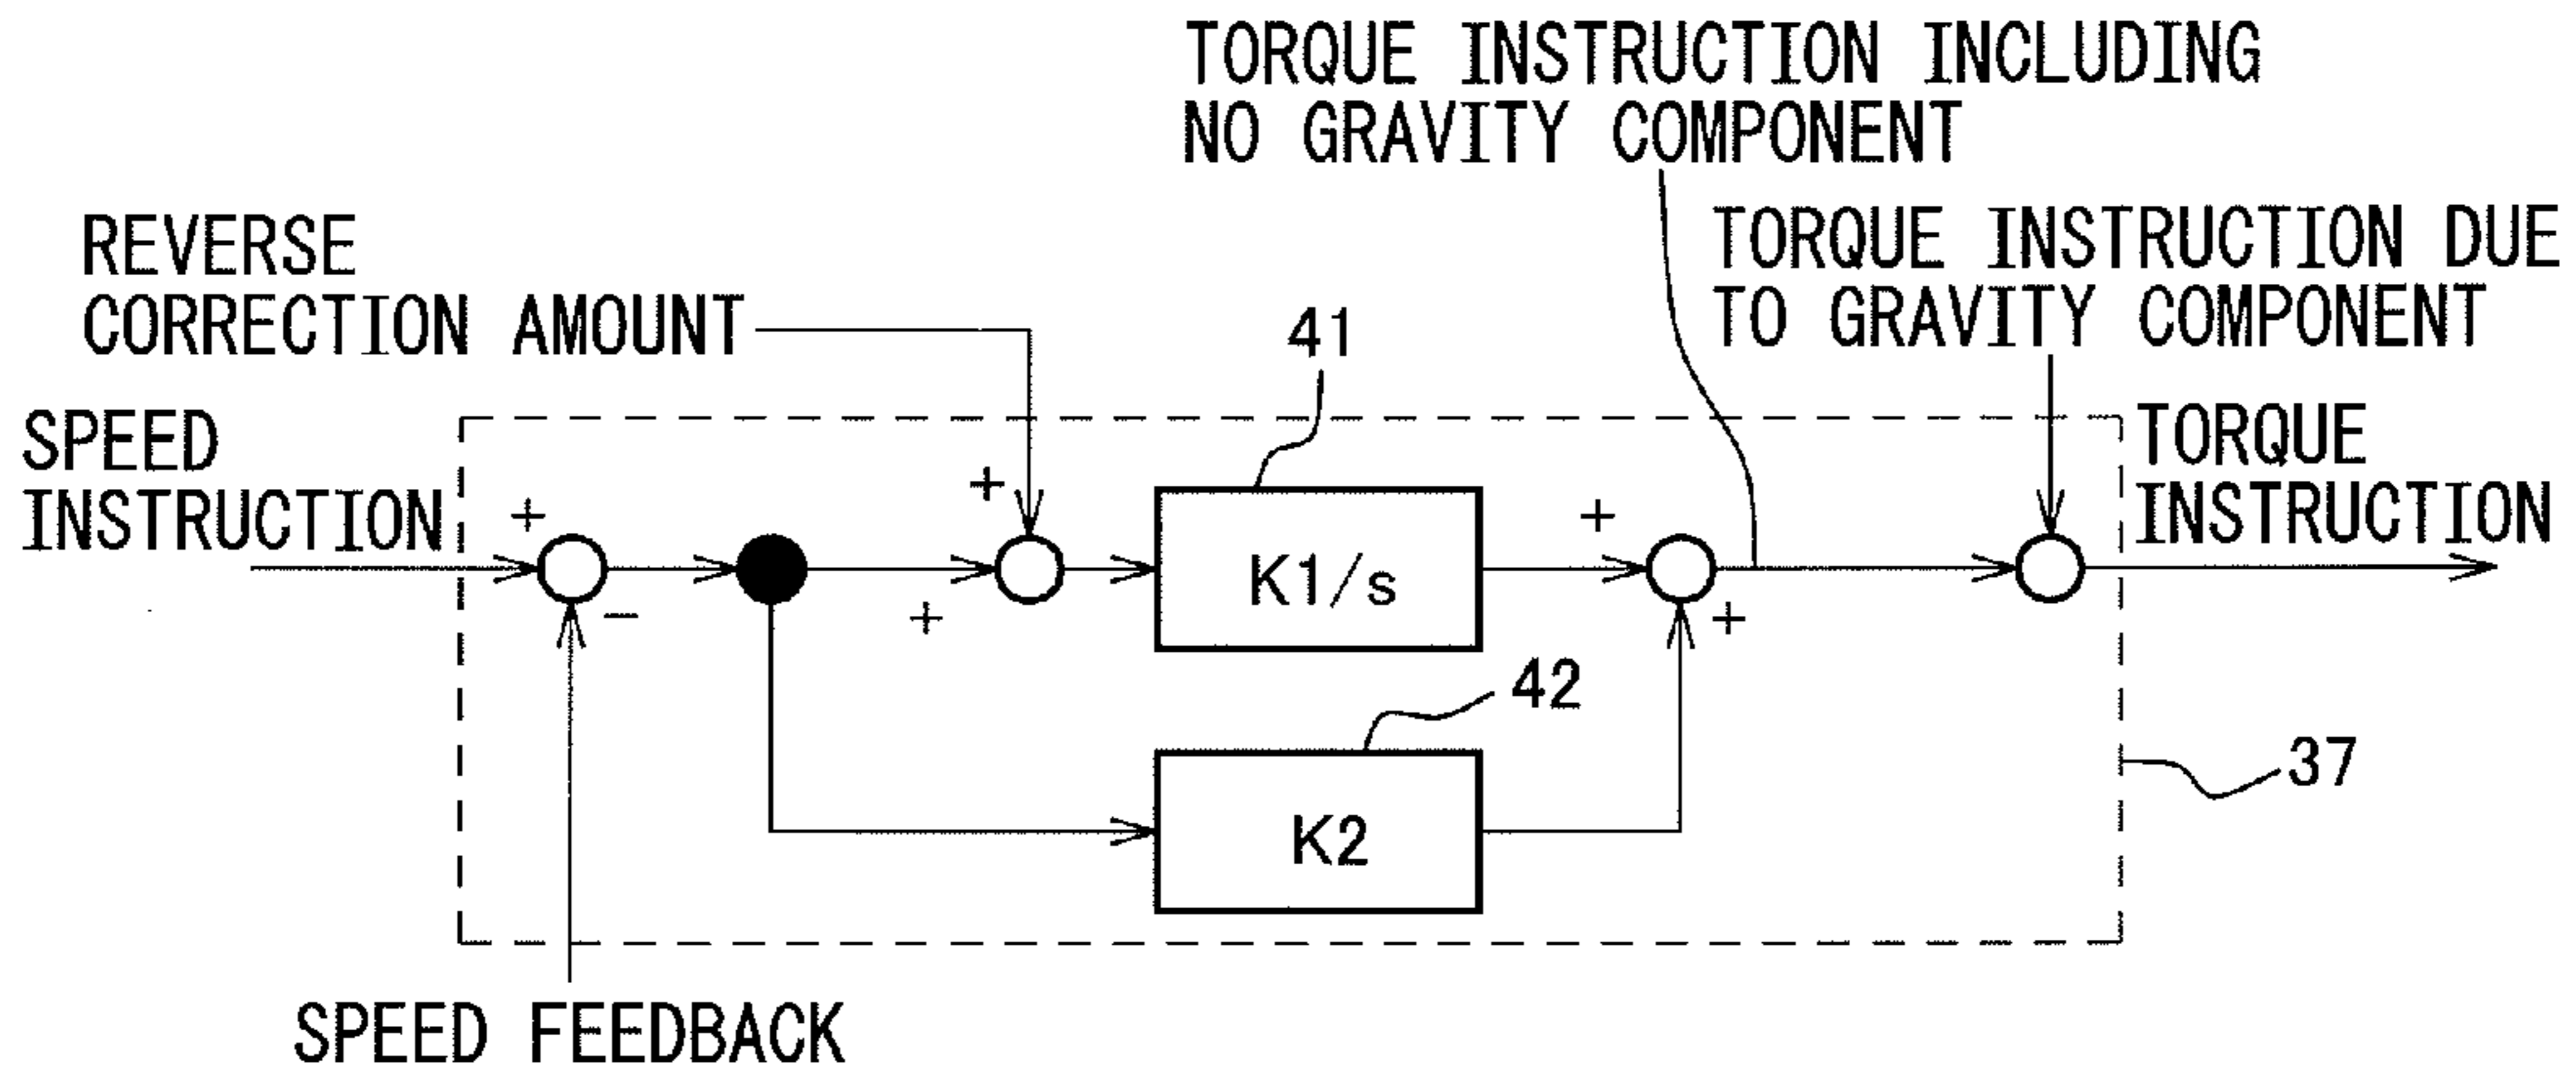 TORQUE INSTRUCTION INCLUDING
NO GRAVITY COMPONENT
REVERSE
CORRECTION AMOUNT
TORQUE INSTRUCTION DUE
TO GRAVITY COMPONENT
41
SPEED
INSTRUCTION
TORQUE
INSTRUCTION
+
+
+
−
+
+
K1/s
42
37
K2
SPEED FEEDBACK